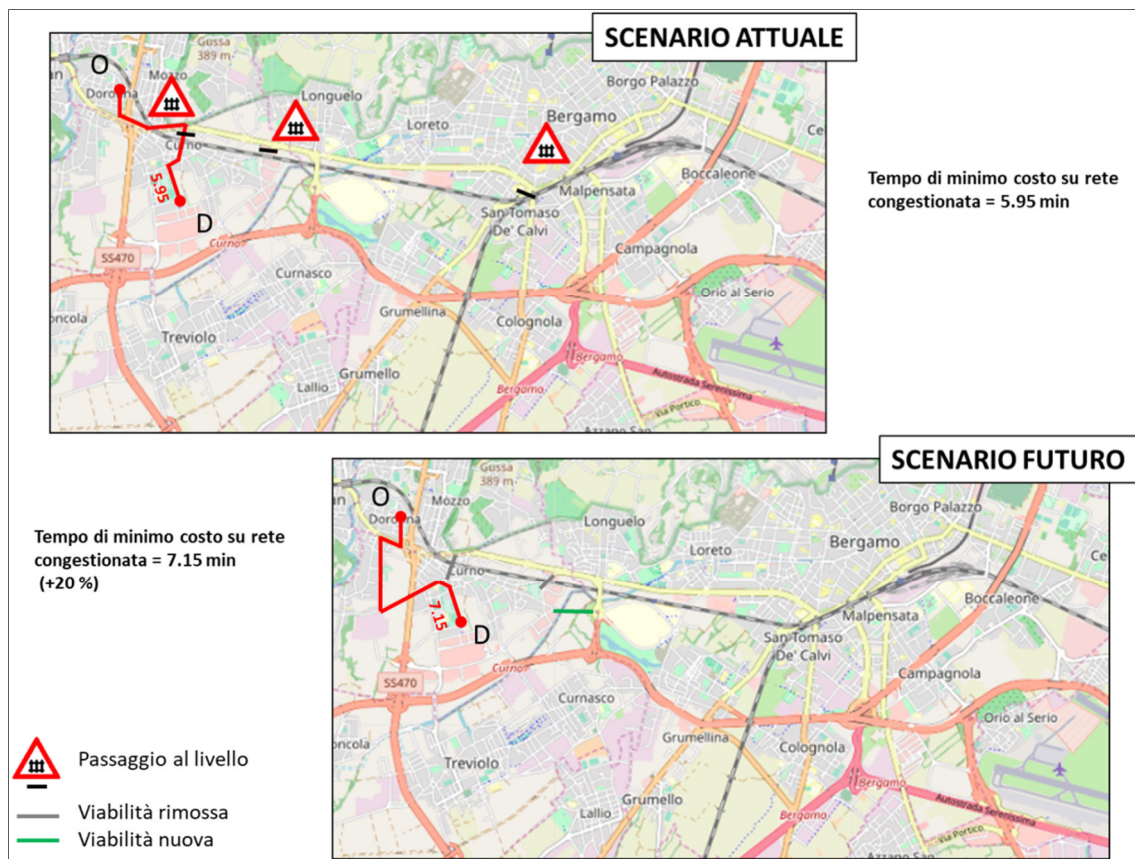 SCENARIO ATTUALE
Gussa
389 m
O
Mozzo
Dorotina
Longuelo
Borgo Palazzo
Loreto
Bergamo
Curno
Boccaleone
Malpensata
5.95
San Tomaso
De' Calvi
D
Curno
Campagnola
SS470
Curnasco
Orio al Serio
Grumellina
Colognola
Treviolo
Bergamo
Grumello
Lallio
Bergamo
Autostrada Serenissima
Via Portico
Azzano San
Tempo di minimo costo su rete
congestionata = 5.95 min
SCENARIO FUTURO
Gussa
389 m
O
Mozzo
Longuelo
Borgo Palazzo
Loreto
Bergamo
Curno
Boccaleone
Malpensata
7.15
San Tomaso
De' Calvi
D
Curno
Campagnola
SS470
Curnasco
Orio al Serio
Grumellina
Colognola
Treviolo
Bergamo
Grumello
Lallio
Bergamo
Autostrada Serenissima
Via Portico
Tempo di minimo costo su rete
congestionata = 7.15 min
(+20 %)
Passaggio al livello
Viabilità rimossa
Viabilità nuova